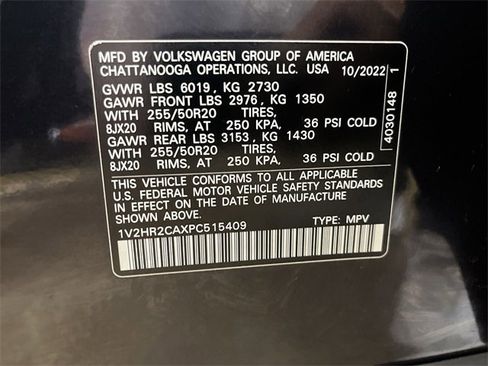 MFD BY VOLKSWAGEN GROUP OF AMERICA
CHATTANOOGA OPERATIONS, LLC. USA 10/2022
GVWR LBS 6019, KG 2730
GAWR FRONT LBS 2976, KG 1350
WITH 255/50R20 TIRES,
8JX20 RIMS, AT 250 KPA. 36 PSI COLD
GAWR REAR LBS 3153, KG 1430
WITH 255/50R20 TIRES,
8JX20 RIMS, AT 250 KPA. 36 PSI COLD
THIS VEHICLE CONFORMS TO ALL APPLICABLE
U.S. FEDERAL MOTOR VEHICLE SAFETY STANDARDS
IN EFFECT ON THE DATE OF MANUFACTURE
SHOWN ABOVE.
1V2HR2CAXPC515409 TYPE: MPV
4030148 1